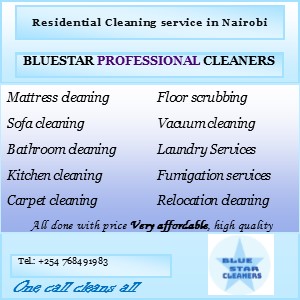 Residential Cleaning service in Nairobi
BLUESTAR PROFESSIONAL CLEANERS
Mattress cleaning
Floor scrubbing
Sofa cleaning
Vacuum cleaning
Bathroom cleaning
Laundry Services
Kitchen cleaning
Fumigation services
Carpet cleaning
Relocation cleaning
All done with price Very affordable, high quality
Tel.: +254 768491983
BLUE
STAR
CLEANERS
One call cleans all